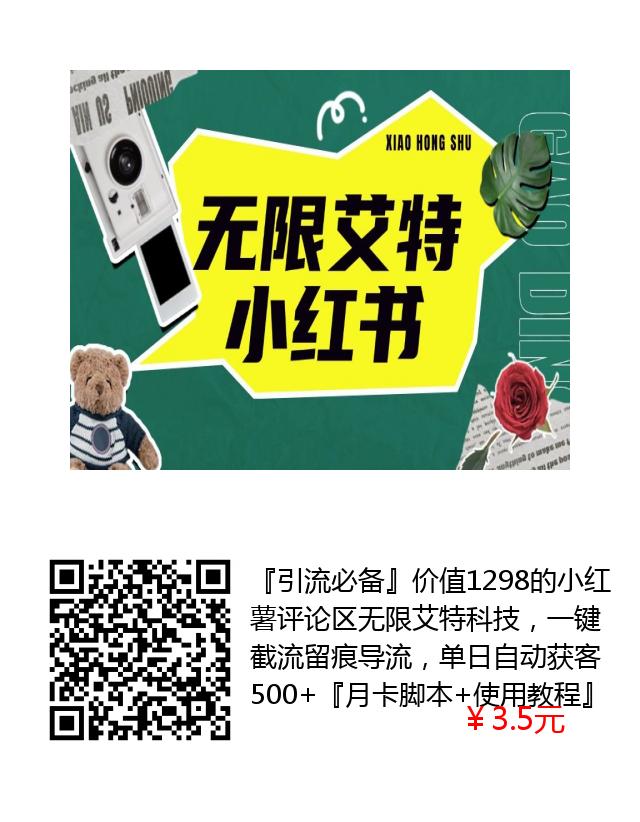 XIAO HONG SHU
无限艾特
小红书
GAO DIN
『引流必备』价值1298的小红
薯评论区无限艾特科技，一键
截流留痕导流，单日自动获客
500+『月卡脚本+使用教程』
￥3.5元